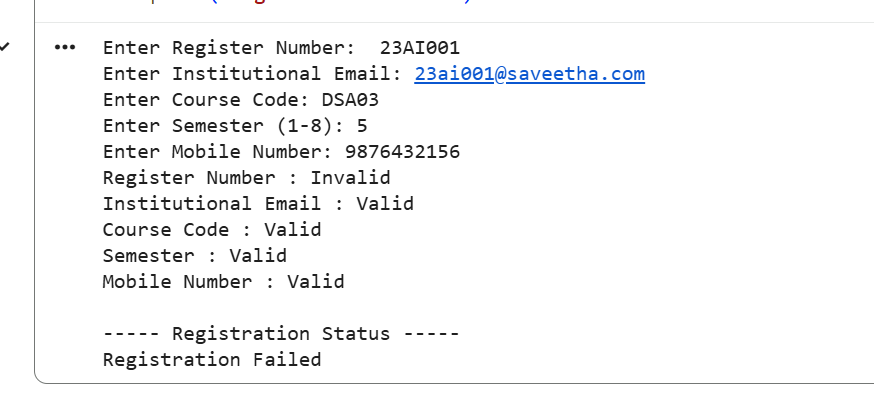 Enter Register Number:  23AI001
Enter Institutional Email: 23ai001@saveetha.com
Enter Course Code: DSA03
Enter Semester (1-8): 5
Enter Mobile Number: 9876432156
Register Number : Invalid
Institutional Email : Valid
Course Code : Valid
Semester : Valid
Mobile Number : Valid
----- Registration Status -----
Registration Failed